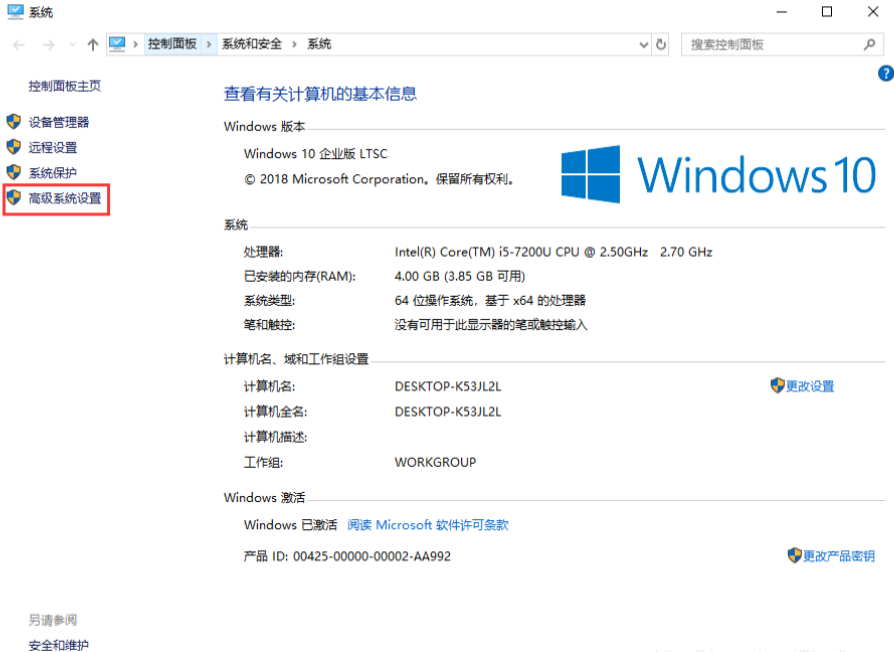 系统
控制面板 系统和安全 系统
搜索控制面板
?
控制面板主页
设备管理器
远程设置
系统保护
高级系统设置
查看有关计算机的基本信息
Windows 版本
Windows 10 企业版 LTSC
© 2018 Microsoft Corporation。保留所有权利。
Windows 10
系统
处理器: Intel(R) Core(TM) i5-7200U CPU @ 2.50GHz 2.70 GHz
已安装的内存(RAM): 4.00 GB (3.85 GB 可用)
系统类型: 64 位操作系统，基于 x64 的处理器
笔和触控: 没有可用于此显示器的笔或触控输入
计算机名、域和工作组设置
计算机名: DESKTOP-K53JL2L 更改设置
计算机全名: DESKTOP-K53JL2L
计算机描述:
工作组: WORKGROUP
Windows 激活
Windows 已激活 阅读 Microsoft 软件许可条款
产品 ID: 00425-00000-00002-AA992 更改产品密钥
另请参阅
安全和维护